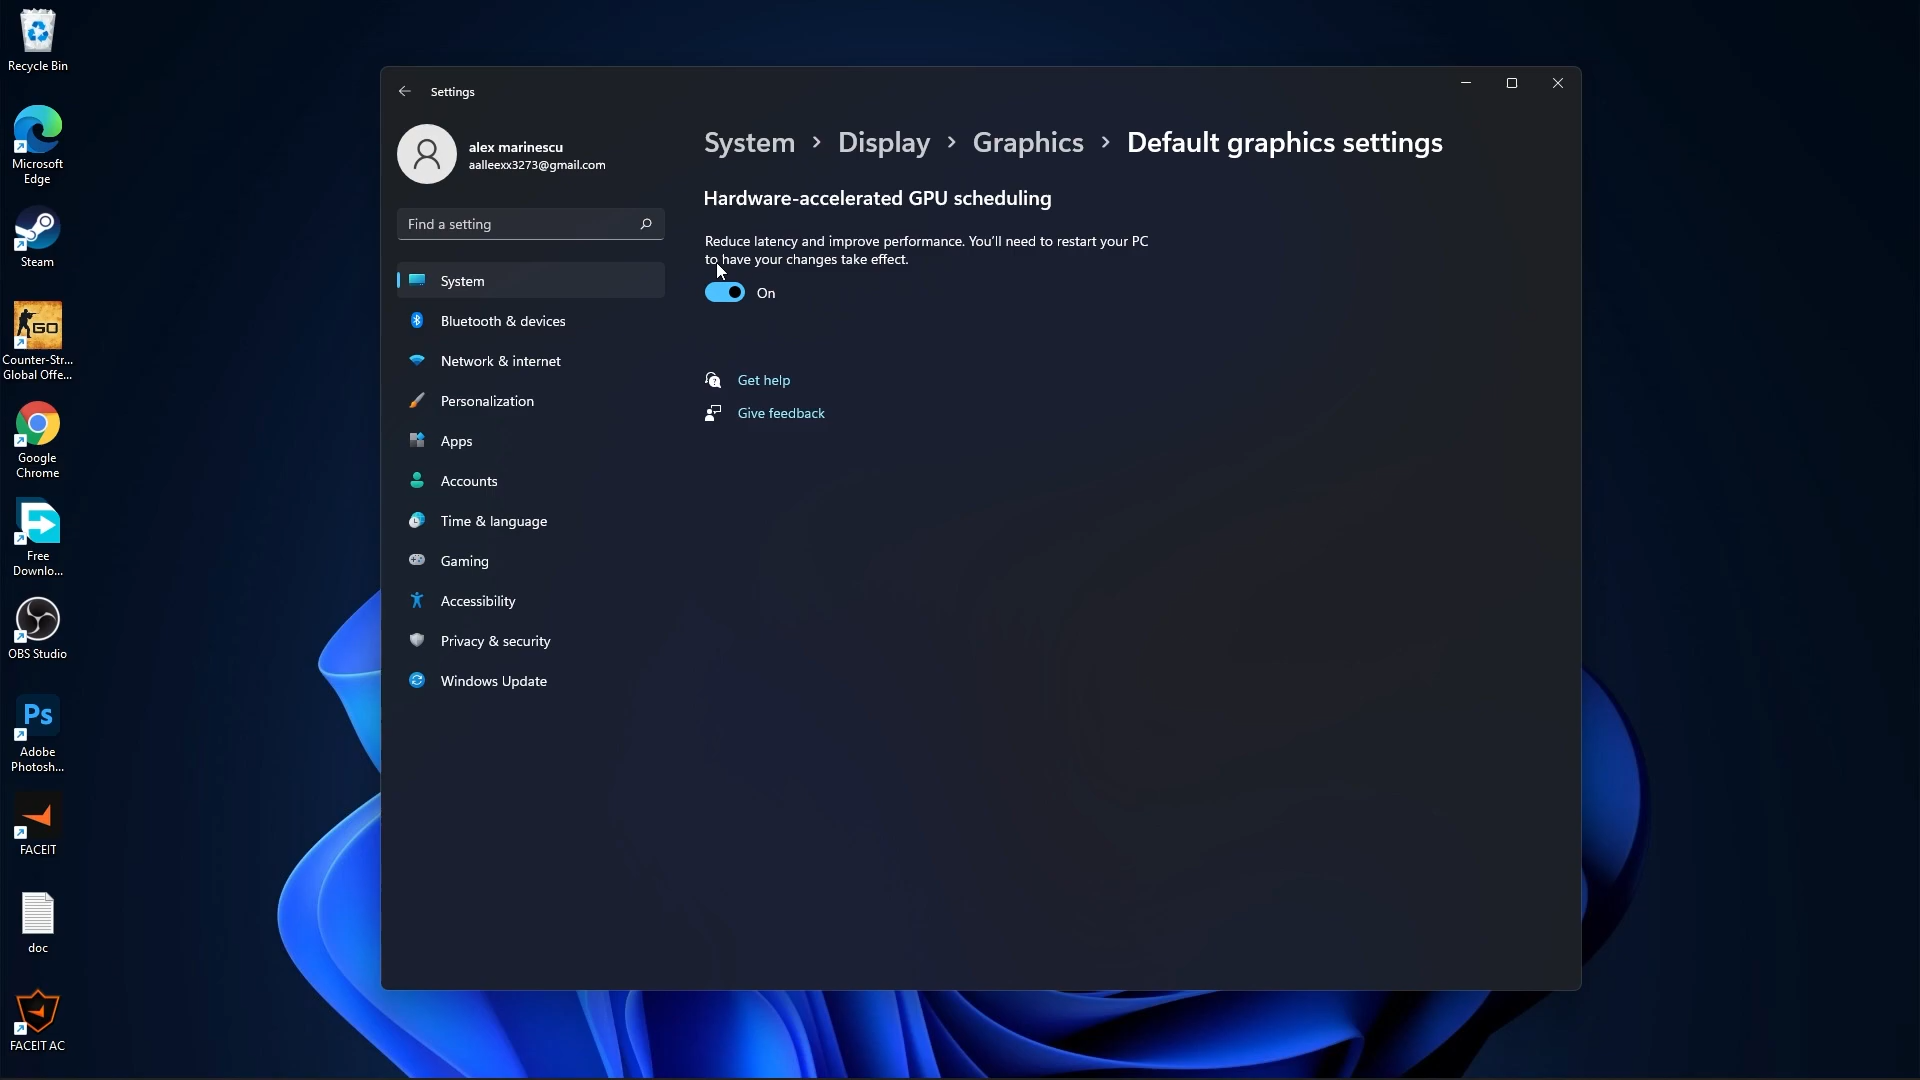 Recycle Bin
Microsoft
Edge
Steam
GO
Counter-Str...
Global Offe...
Google
Chrome
Free
Downlo...
OBS Studio
Ps
Adobe
Photosh...
FACEIT
doc
FACEIT AC
Settings
alex marinescu
aalleexx3273@gmail.com
Find a setting
System
Bluetooth & devices
Network & internet
Personalization
Apps
Accounts
Time & language
Gaming
Accessibility
Privacy & security
Windows Update
System > Display > Graphics > Default graphics settings
Hardware-accelerated GPU scheduling
Reduce latency and improve performance. You'll need to restart your PC
to have your changes take effect.
On
Get help
Give feedback